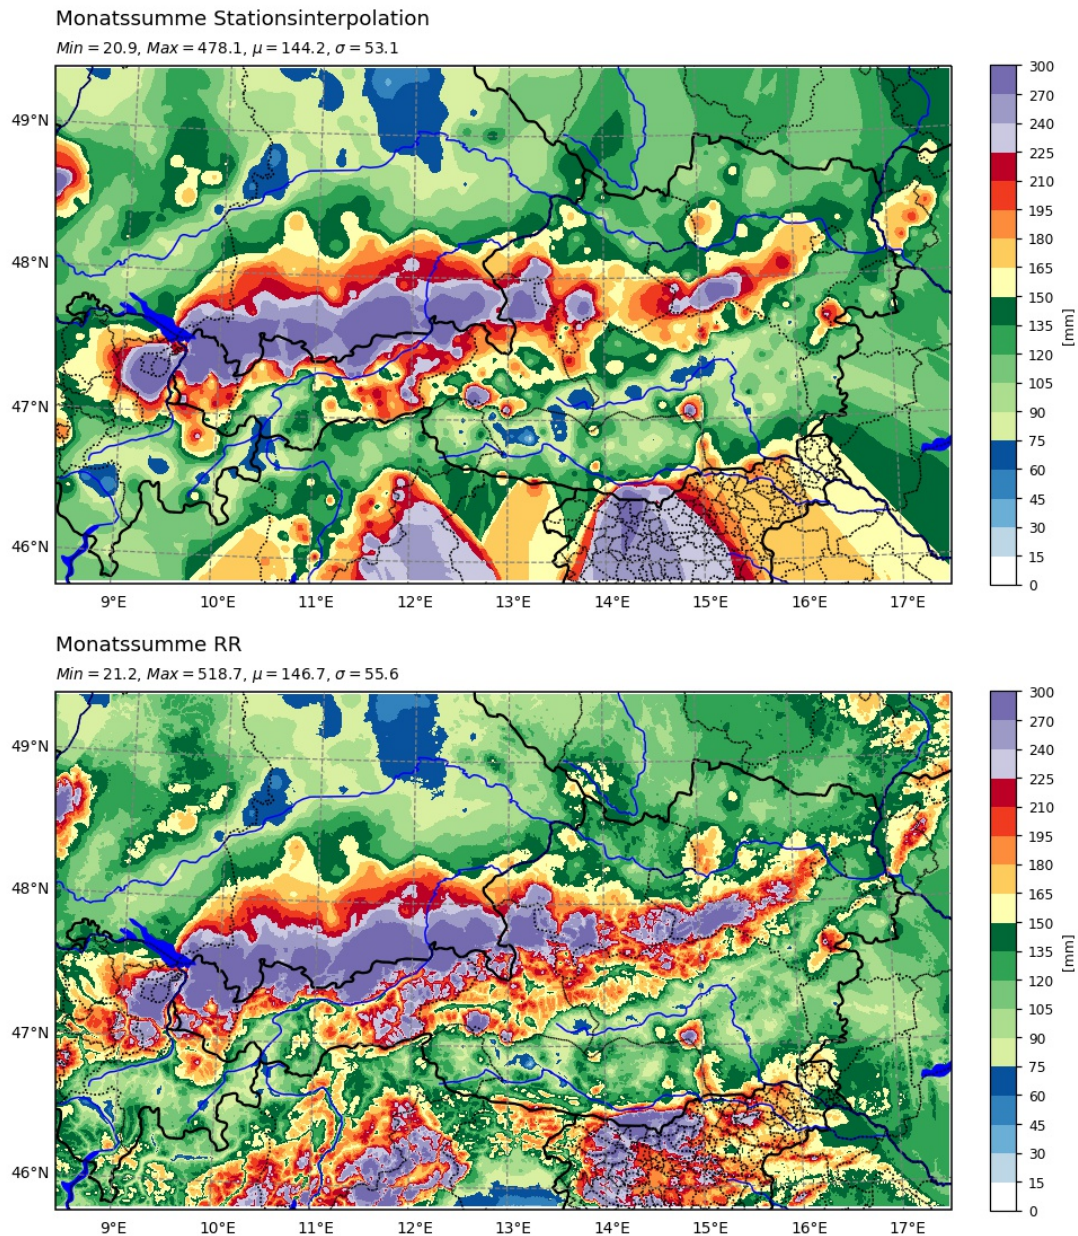 Monatssumme Stationsinterpolation
Min = 20.9, Max = 478.1, μ = 144.2, σ = 53.1
49°N
48°N
47°N
46°N
9°E 10°E 11°E 12°E 13°E 14°E 15°E 16°E 17°E
300
270
240
225
210
195
180
165
150
135
120
105
90
75
60
45
30
15
0
[mm]
Monatssumme RR
Min = 21.2, Max = 518.7, μ = 146.7, σ = 55.6
49°N
48°N
47°N
46°N
9°E 10°E 11°E 12°E 13°E 14°E 15°E 16°E 17°E
300
270
240
225
210
195
180
165
150
135
120
105
90
75
60
45
30
15
0
[mm]